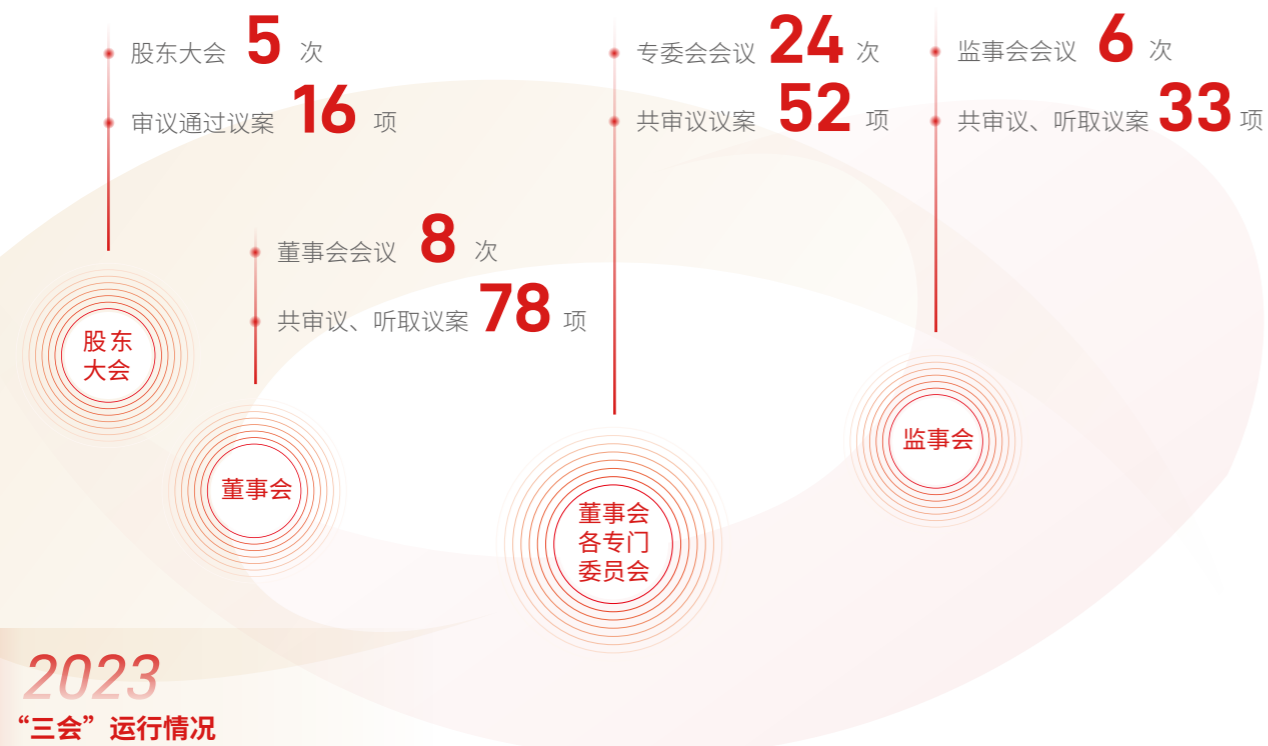 股东大会 5 次
审议通过议案 16 项
股东
大会
董事会会议 8 次
共审议、听取议案 78 项
董事会
专委会会议 24 次
共审议议案 52 项
董事会
各专门
委员会
监事会会议 6 次
共审议、听取议案 33 项
监事会
2023
“三会”运行情况